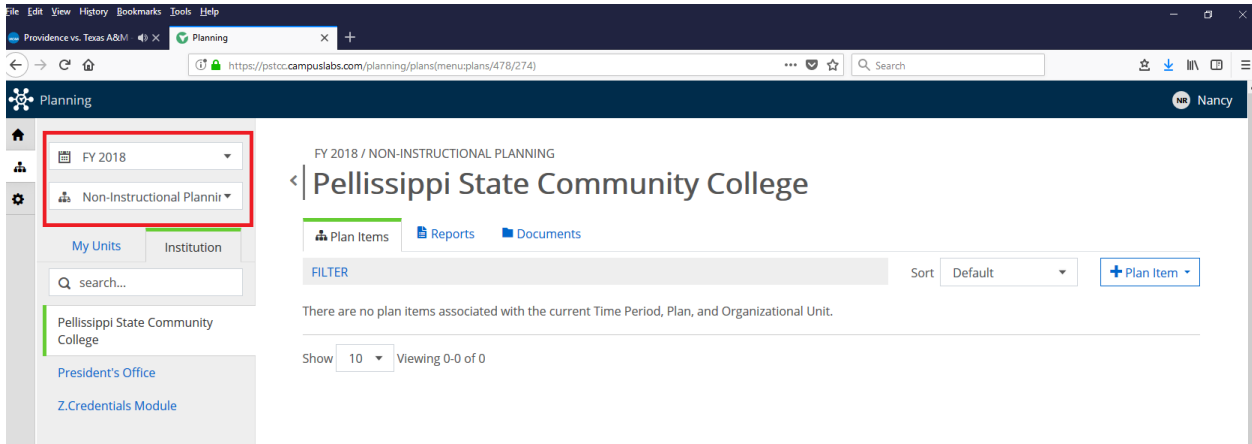 File Edit View History Bookmarks Tools Help
Providence vs. Texas A&M
Planning
https://pstcc.campuslabs.com/planning/plans(menu:plans/478/274)
Search
Planning
NR Nancy
FY 2018
Non-Instructional Plannir
My Units Institution
search...
Pellissippi State Community
College
President's Office
Z.Credentials Module
FY 2018 / NON-INSTRUCTIONAL PLANNING
Pellissippi State Community College
Plan Items Reports Documents
FILTER Sort Default + Plan Item
There are no plan items associated with the current Time Period, Plan, and Organizational Unit.
Show 10 Viewing 0-0 of 0